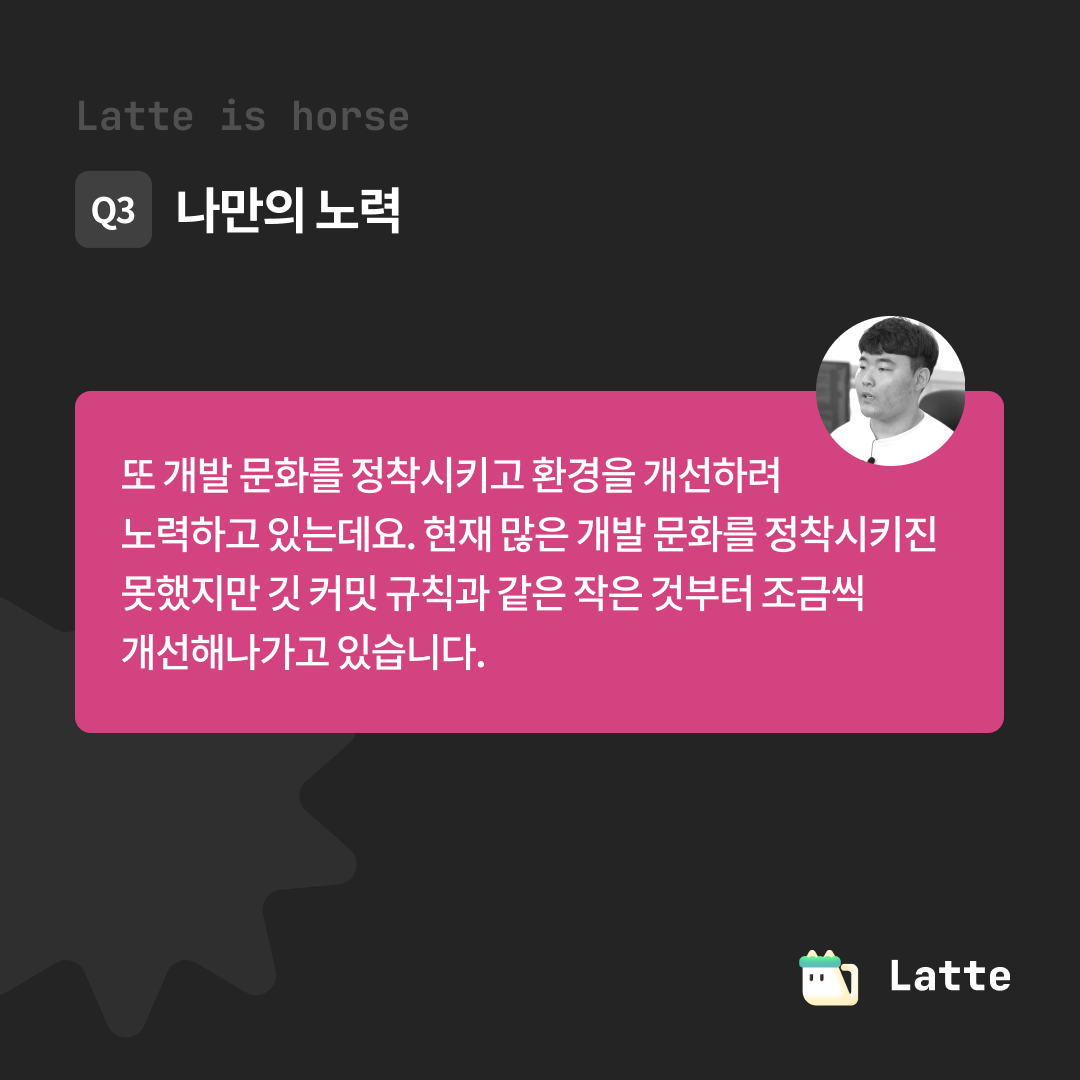 Latte is horse
Q3 나만의 노력
또 개발 문화를 정착시키고 환경을 개선하려
노력하고 있는데요. 현재 많은 개발 문화를 정착시키진
못했지만 깃 커밋 규칙과 같은 작은 것부터 조금씩
개선해나가고 있습니다.
Latte